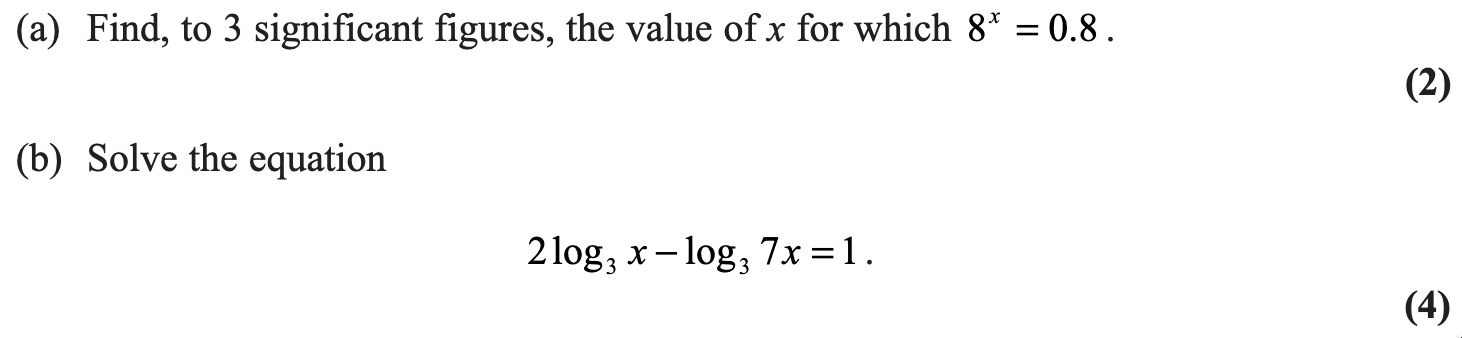 (a) Find, to 3 significant figures, the value of x for which 8ˣ = 0.8 .
(2)
(b) Solve the equation
2 log₃ x – log₃ 7x = 1 .
(4)